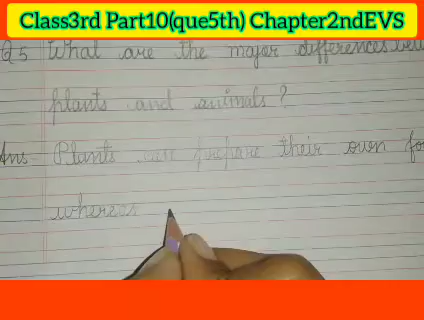 Class3rd Part10(que5th) Chapter2ndEVS
Q5 What are the major differences
plants and animals ?
Ans Plants can prepare their own
whereas